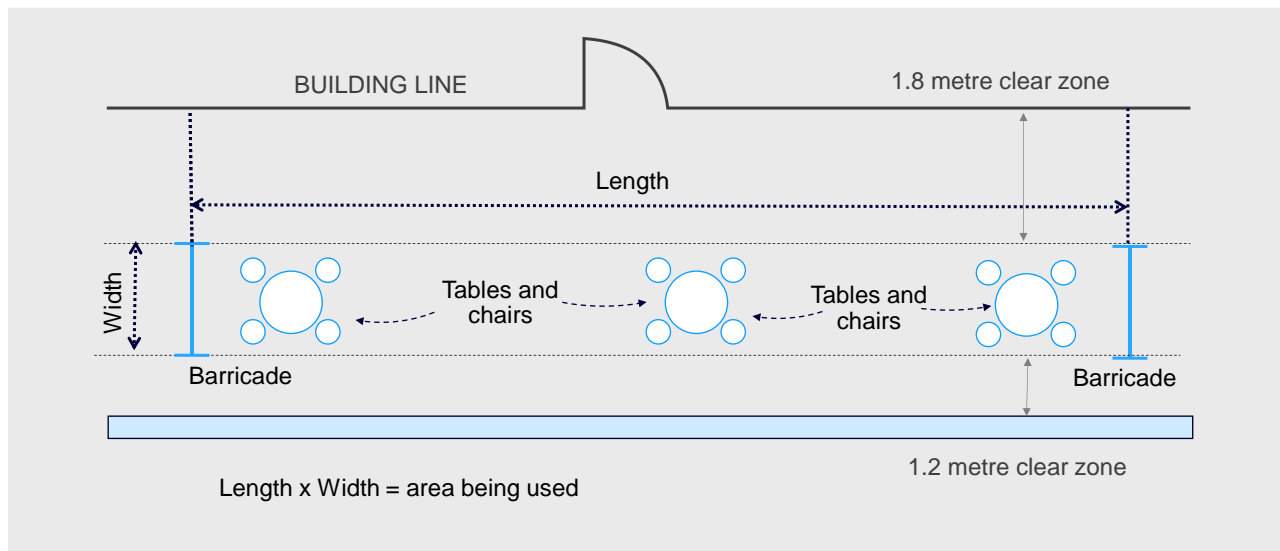 BUILDING LINE
1.8 metre clear zone
Length
Width
Tables and
chairs
Tables and
chairs
Barricade
Barricade
1.2 metre clear zone
Length x Width = area being used